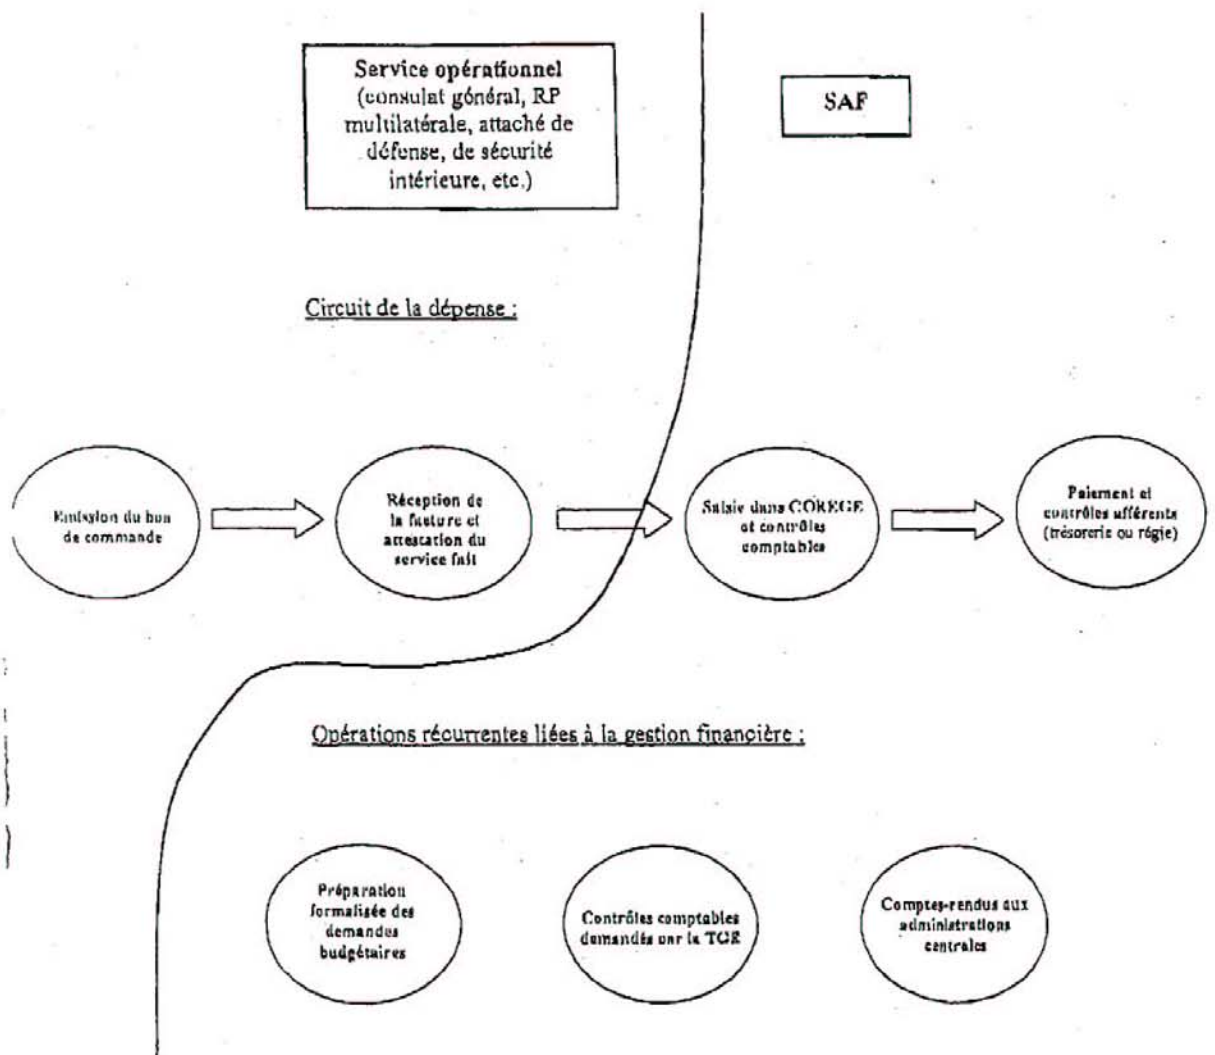 Service opérationnel
(consulat général, RP
multilatérale, attaché de
défense, de sécurité
intérieure, etc.)
SAF
Circuit de la dépense :
Emission du bon
de commande
Réception de
la facture et
attestation du
service fait
Saisie dans COREGE
et contrôles
comptables
Paiement et
contrôles afférents
(trésorerie ou régie)
Opérations récurrentes liées à la gestion financière :
Préparation
formalisée des
demandes
budgétaires
Contrôles comptables
demandés par la TGE
Comptes-rendus aux
administrations
centrales